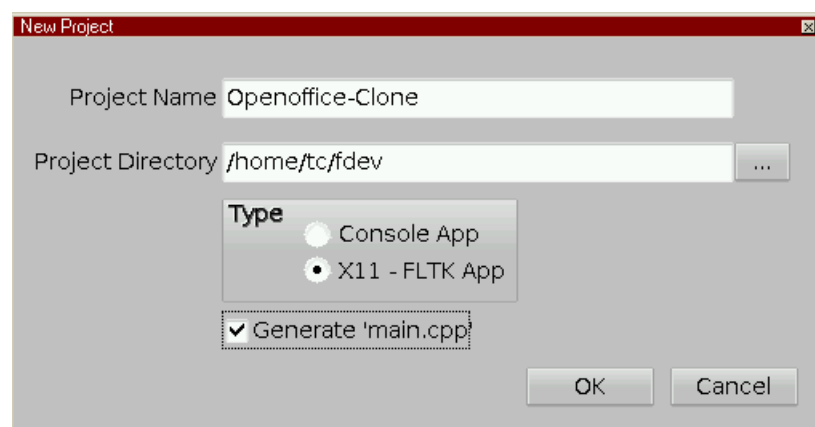 New Project
Project Name Openoffice-Clone
Project Directory /home/tc/fdev ...
Type
Console App
X11 - FLTK App
Generate 'main.cpp'
OK Cancel